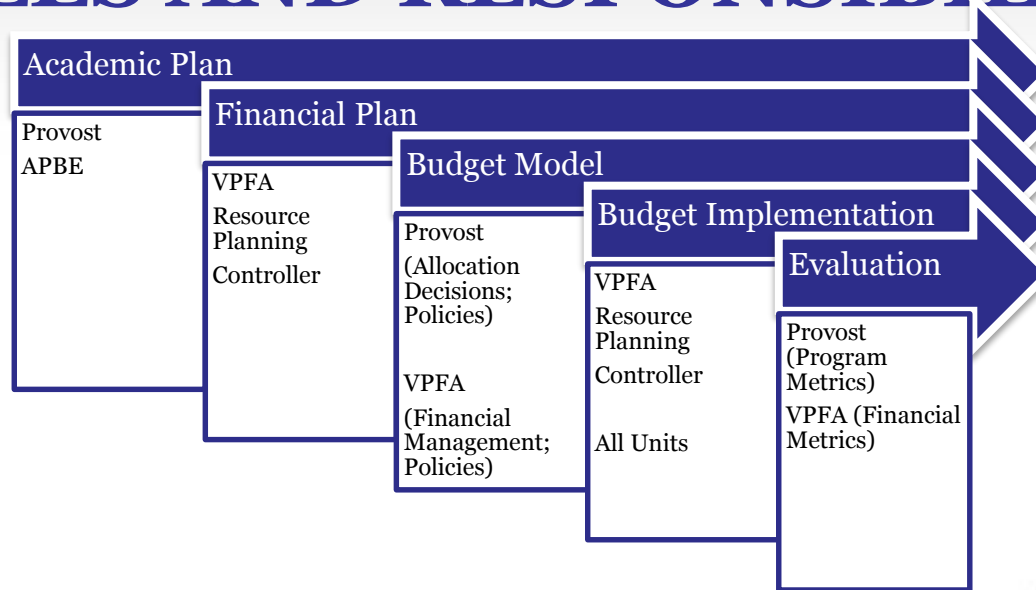 AND
Academic Plan
Provost
APBE
Financial Plan
VPFA
Resource
Planning
Controller
Budget Model
Provost
(Allocation
Decisions;
Policies)
VPFA
(Financial
Management;
Policies)
Budget Implementation
VPFA
Resource
Planning
Controller
All Units
Evaluation
Provost
(Program
Metrics)
VPFA (Financial
Metrics)